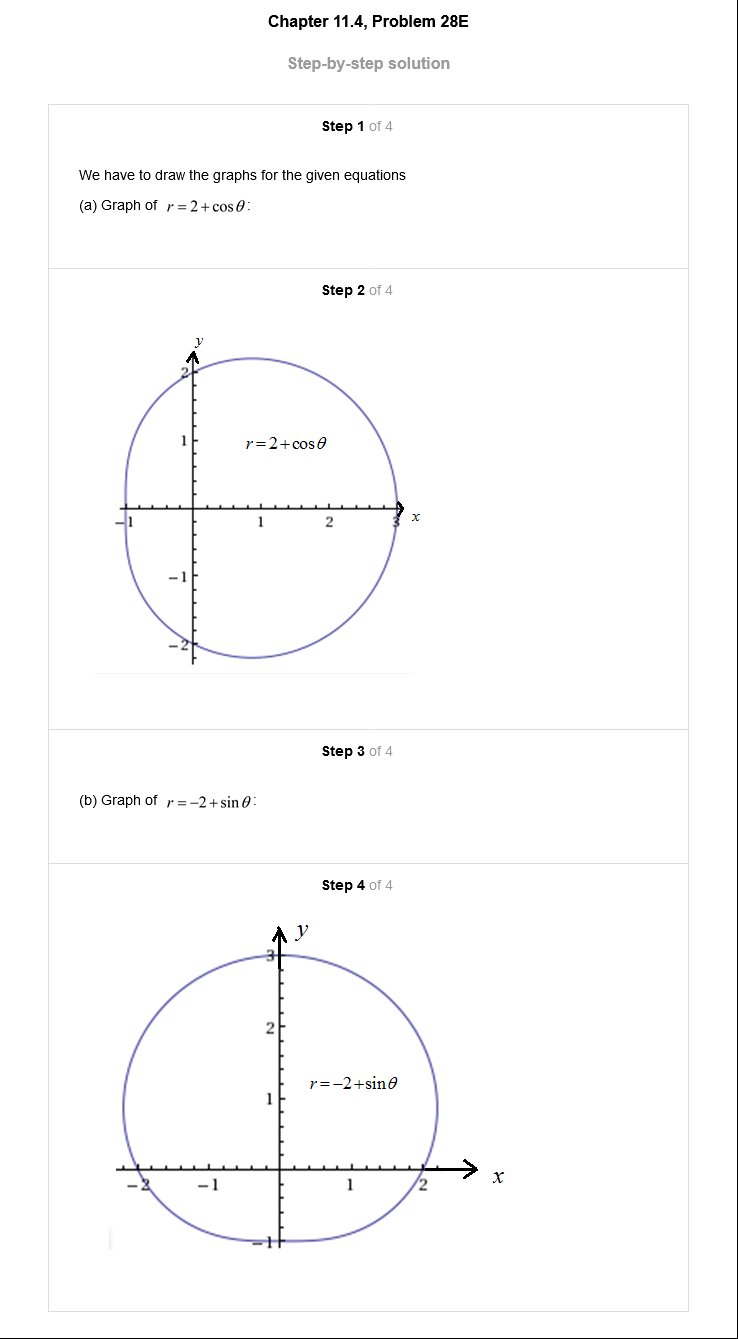 Chapter 11.4, Problem 28E
Step-by-step solution
Step 1 of 4
We have to draw the graphs for the given equations
(a) Graph of r = 2 + cos θ :
Step 2 of 4
y
2
1
r = 2 + cos θ
−1
1
2
3
x
−1
−2
Step 3 of 4
(b) Graph of r = −2 + sin θ :
Step 4 of 4
y
3
2
r = −2 + sin θ
1
x
−2
−1
1
2
−1